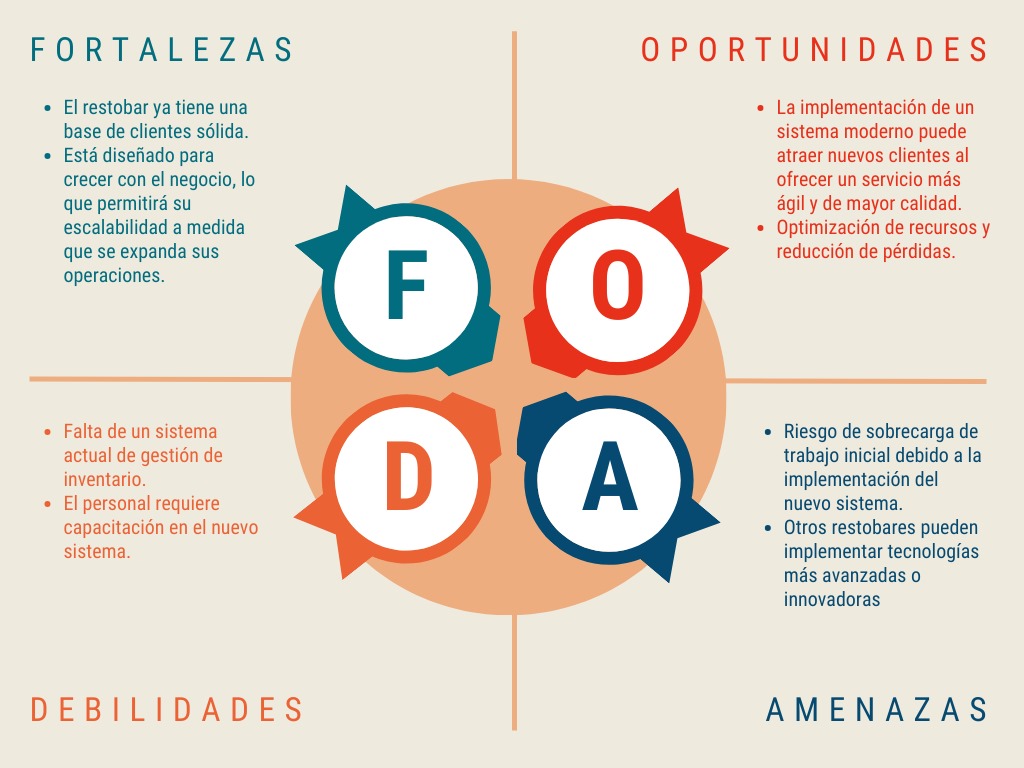 FORTALEZAS
• El restobar ya tiene una
base de clientes sólida.
• Está diseñado para
crecer con el negocio, lo
que permitirá su
escalabilidad a medida
que se expanda sus
operaciones.
OPORTUNIDADES
• La implementación de un
sistema moderno puede
atraer nuevos clientes al
ofrecer un servicio más
ágil y de mayor calidad.
• Optimización de recursos y
reducción de pérdidas.
F
O
D
A
• Falta de un sistema
actual de gestión de
inventario.
• El personal requiere
capacitación en el nuevo
sistema.
DEBILIDADES
• Riesgo de sobrecarga de
trabajo inicial debido a la
implementación del
nuevo sistema.
• Otros restobares pueden
implementar tecnologías
más avanzadas o
innovadoras
AMENAZAS